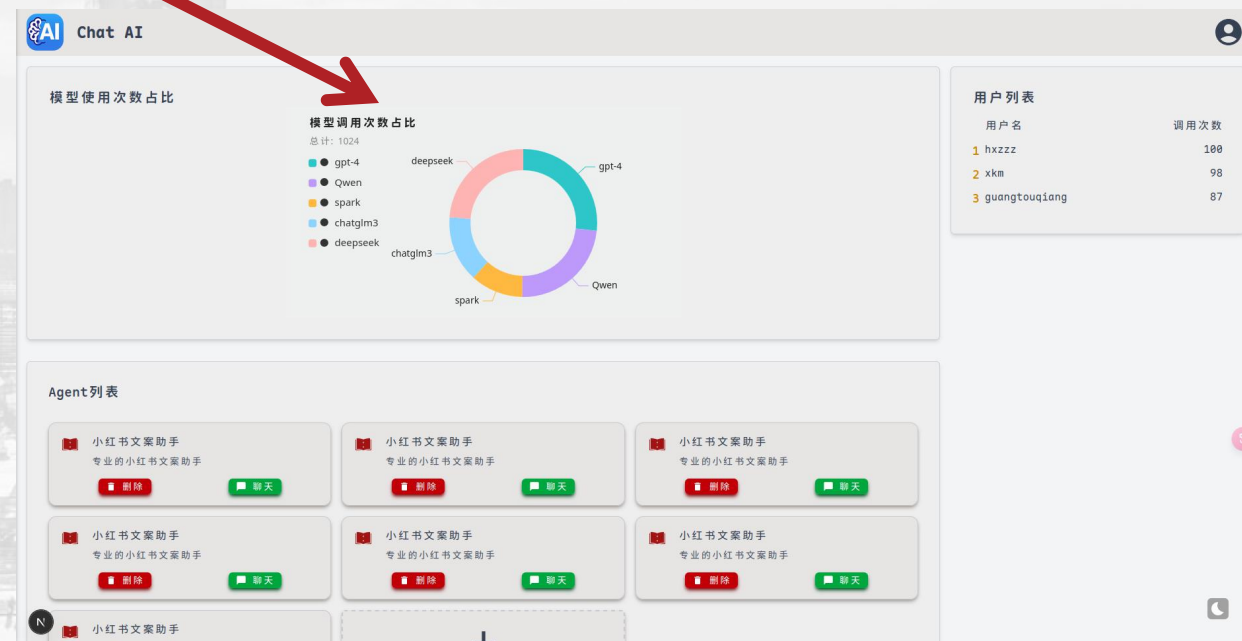 AI Chat AI
模型使用次数占比
模型调用次数占比
总计: 1024
gpt-4
Qwen
spark
chatglm3
deepseek
deepseek
gpt-4
chatglm3
Qwen
spark
用户列表
用户名 调用次数
1 hxzzz 100
2 xkm 98
3 guangtouqiang 87
Agent列表
小红书文案助手 小红书文案助手 小红书文案助手
专业的小红书文案助手 专业的小红书文案助手 专业的小红书文案助手
删除 聊天 删除 聊天 删除 聊天
小红书文案助手 小红书文案助手 小红书文案助手
专业的小红书文案助手 专业的小红书文案助手 专业的小红书文案助手
删除 聊天 删除 聊天 删除 聊天
N 小红书文案助手